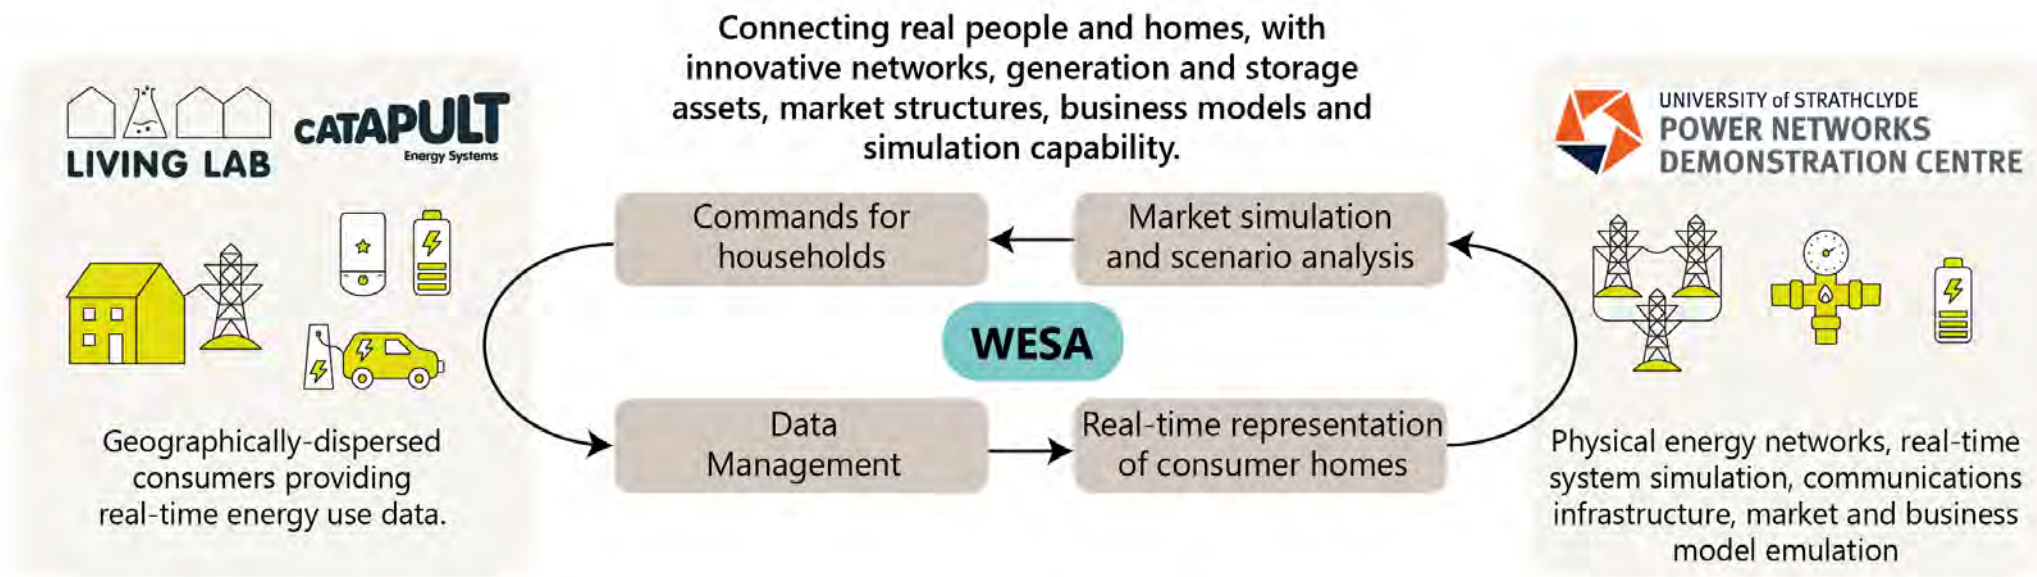 Connecting real people and homes, with
innovative networks, generation and storage
assets, market structures, business models and
simulation capability.
LIVING LAB
CATAPULT
Energy Systems
Geographically-dispersed
consumers providing
real-time energy use data.
Commands for
households
Market simulation
and scenario analysis
WESA
Data
Management
Real-time representation
of consumer homes
UNIVERSITY of STRATHCLYDE
POWER NETWORKS
DEMONSTRATION CENTRE
Physical energy networks, real-time
system simulation, communications
infrastructure, market and business
model emulation